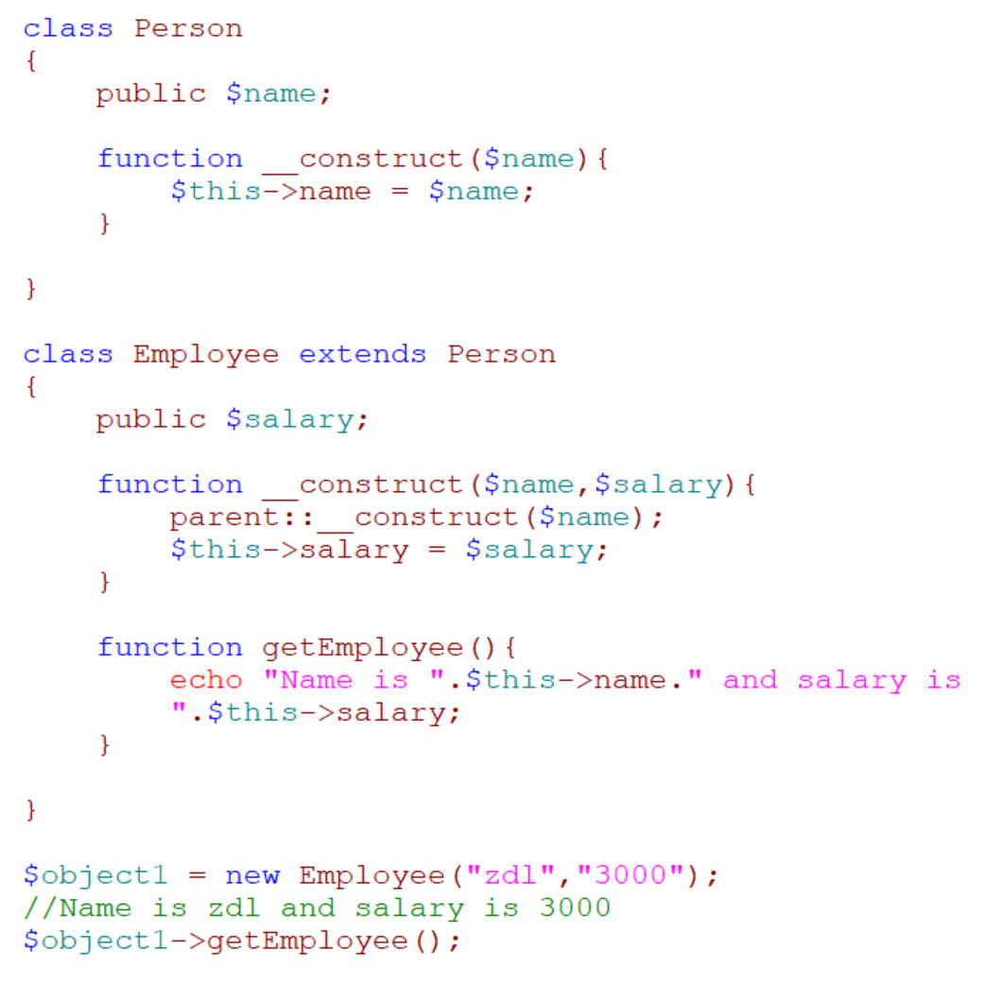 class Person
{
    public $name;

    function __construct($name){
        $this->name = $name;
    }

}

class Employee extends Person
{
    public $salary;

    function __construct($name,$salary){
        parent::__construct($name);
        $this->salary = $salary;
    }

    function getEmployee(){
        echo "Name is ".$this->name." and salary is
        ".$this->salary;
    }

}

$object1 = new Employee("zdl","3000");
//Name is zdl and salary is 3000
$object1->getEmployee();